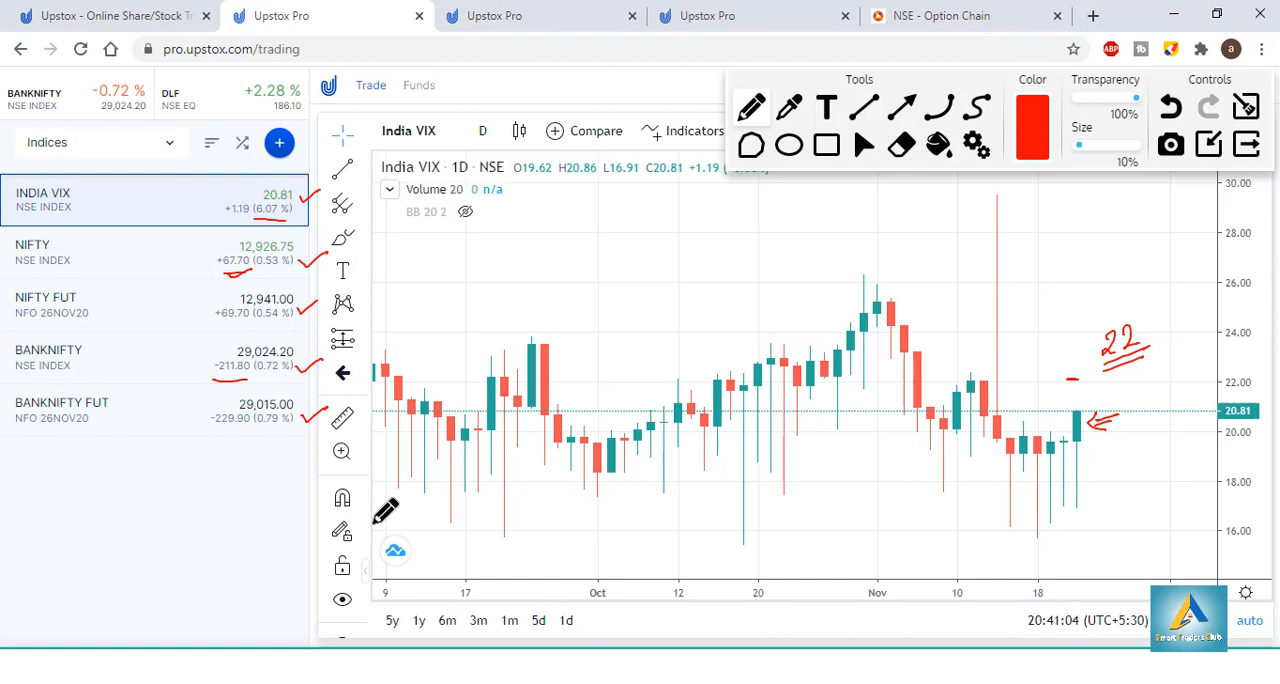 Upstox - Online Share/Stock Tr
Upstox Pro
Upstox Pro
Upstox Pro
NSE - Option Chain
pro.upstox.com/trading
ABP
a
BANKNIFTY
NSE INDEX
-0.72 %
29,024.20
DLF
NSE EQ
+2.28 %
186.10
Trade
Funds
Tools
Color
Transparency
100%
Size
10%
Controls
Indices
India VIX
D
Compare
Indicators
India VIX · 1D · NSE O19.62 H20.86 L16.91 C20.81 +1.19
Volume 20 0 n/a
BB 20 2
INDIA VIX
NSE INDEX
20.81
+1.19 (6.07 %)
NIFTY
NSE INDEX
12,926.75
+67.70 (0.53 %)
NIFTY FUT
NFO 26NOV20
12,941.00
+69.70 (0.54 %)
BANKNIFTY
NSE INDEX
29,024.20
-211.80 (0.72 %)
BANKNIFTY FUT
NFO 26NOV20
29,015.00
-229.90 (0.79 %)
30.00
28.00
26.00
24.00
22
22.00
20.81
20.00
18.00
16.00
9 17 Oct 12 20 Nov 10 18
5y 1y 6m 3m 1m 5d 1d
20:41:04 (UTC+5:30)
auto
Smart Traders Club